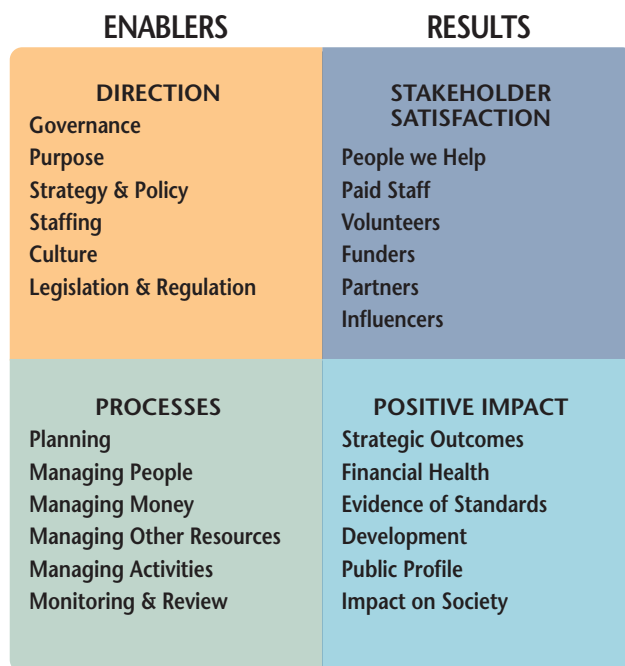 ENABLERS
RESULTS
DIRECTION
Governance
Purpose
Strategy & Policy
Staffing
Culture
Legislation & Regulation
STAKEHOLDER
SATISFACTION
People we Help
Paid Staff
Volunteers
Funders
Partners
Influencers
PROCESSES
Planning
Managing People
Managing Money
Managing Other Resources
Managing Activities
Monitoring & Review
POSITIVE IMPACT
Strategic Outcomes
Financial Health
Evidence of Standards
Development
Public Profile
Impact on Society